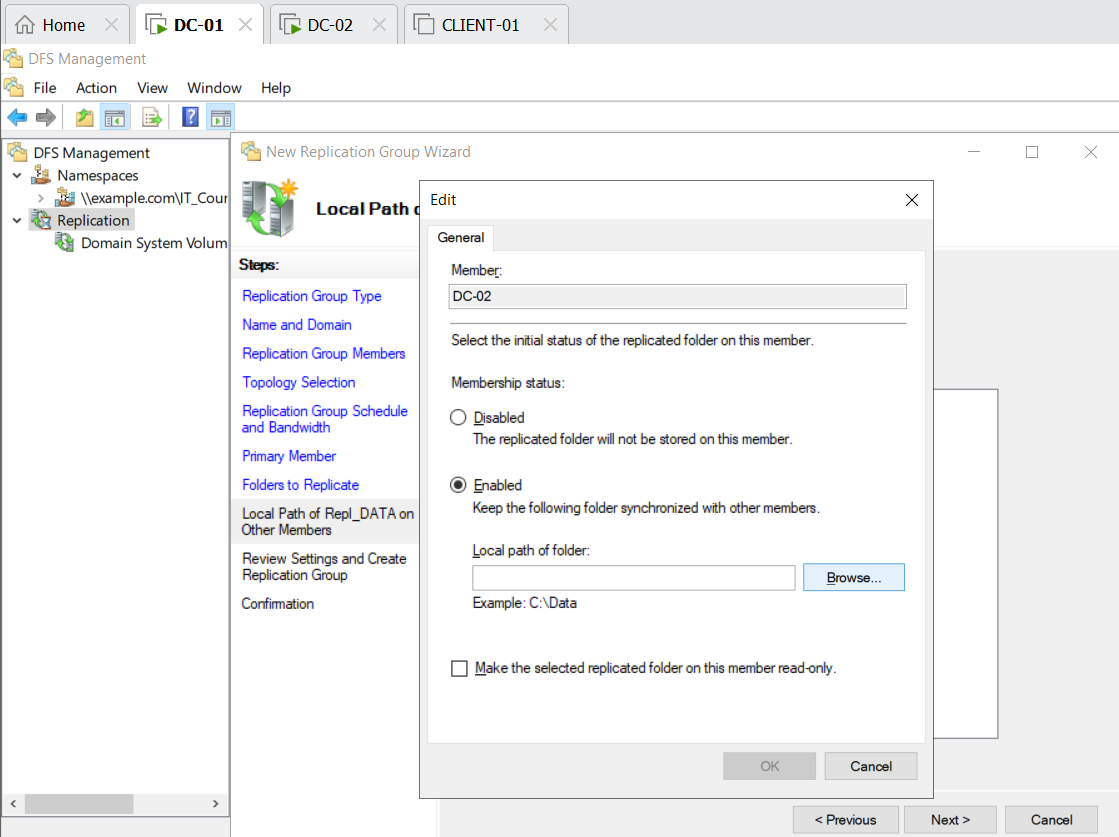 Home
DC-01
DC-02
CLIENT-01
DFS Management
File Action View Window Help
DFS Management
Namespaces
\\example.com\IT_Cour
Replication
Domain System Volum
New Replication Group Wizard
Local Path o
Steps:
Replication Group Type
Name and Domain
Replication Group Members
Topology Selection
Replication Group Schedule
and Bandwidth
Primary Member
Folders to Replicate
Local Path of Repl_DATA on
Other Members
Review Settings and Create
Replication Group
Confirmation
Edit
General
Member:
DC-02
Select the initial status of the replicated folder on this member.
Membership status:
Disabled
The replicated folder will not be stored on this member.
Enabled
Keep the following folder synchronized with other members.
Local path of folder:
Browse...
Example: C:\Data
Make the selected replicated folder on this member read-only.
OK
Cancel
< Previous
Next >
Cancel